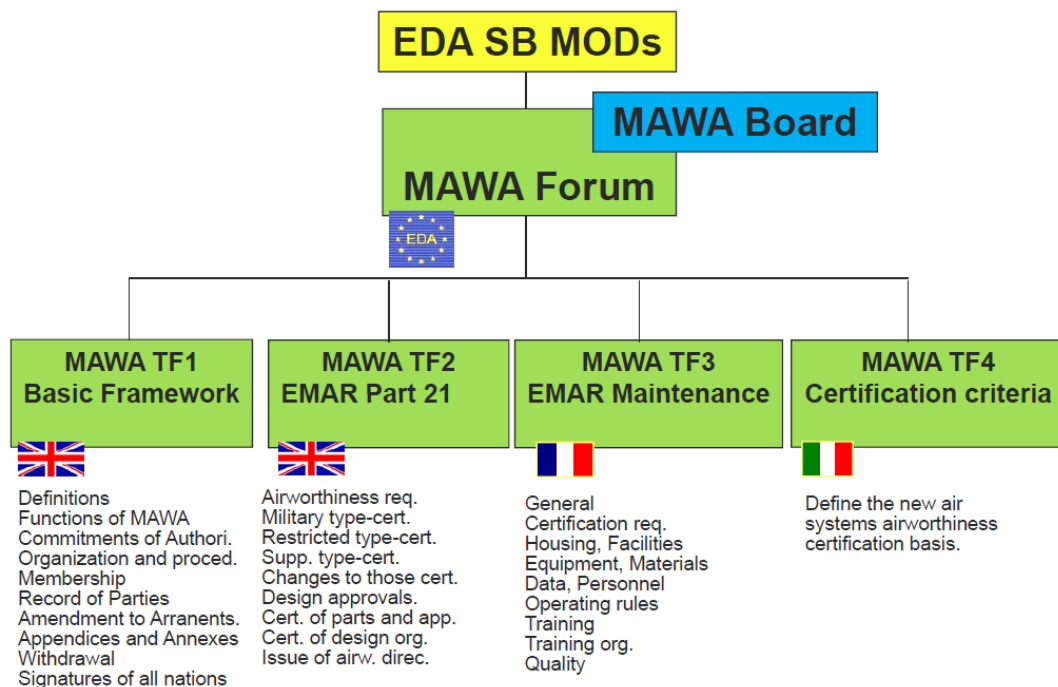 EDA SB MODs
MAWA Board
MAWA Forum
EDA
MAWA TF1
Basic Framework
MAWA TF2
EMAR Part 21
MAWA TF3
EMAR Maintenance
MAWA TF4
Certification criteria
Definitions
Functions of MAWA
Commitments of Authori.
Organization and proced.
Membership
Record of Parties
Amendment to Arranents.
Appendices and Annexes
Withdrawal
Signatures of all nations
Airworthiness req.
Military type-cert.
Restricted type-cert.
Supp. type-cert.
Changes to those cert.
Design approvals.
Cert. of parts and app.
Cert. of design org.
Issue of airw. direc.
General
Certification req.
Housing, Facilities
Equipment, Materials
Data, Personnel
Operating rules
Training
Training org.
Quality
Define the new air
systems airworthiness
certification basis.